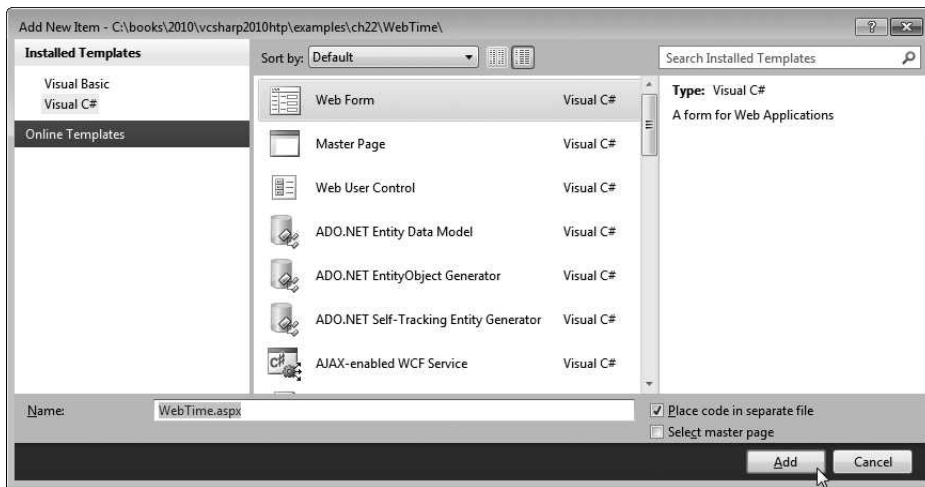 Add New Item - C:\books\2010\vcsharp2010htp\examples\ch22\WebTime\
Installed Templates
Visual Basic
Visual C#
Online Templates
Sort by: Default
Search Installed Templates
Web Form Visual C#
Master Page Visual C#
Web User Control Visual C#
ADO.NET Entity Data Model Visual C#
ADO.NET EntityObject Generator Visual C#
ADO.NET Self-Tracking Entity Generator Visual C#
C# AJAX-enabled WCF Service Visual C#
Type: Visual C#
A form for Web Applications
Name: WebTime.aspx
Place code in separate file
Select master page
Add Cancel